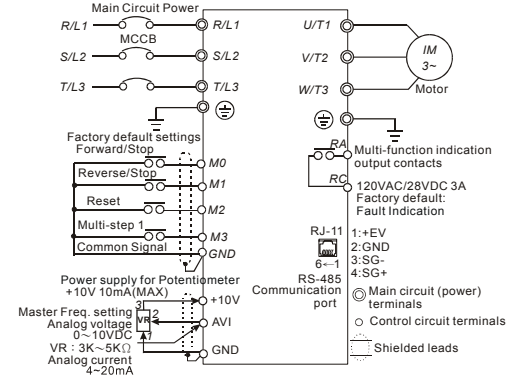 Main Circuit Power
R/L1
R/L1
U/T1
MCCB
S/L2
S/L2
V/T2
IM
3~
T/L3
T/L3
W/T3
Motor
Factory default settings
Forward/Stop
M0
RA
Multi-function indication
output contacts
Reverse/Stop
M1
RC
120VAC/28VDC 3A
Factory default:
Fault Indication
Reset
M2
Multi-step 1
M3
Common Signal
GND
RJ-11
6←1
RS-485
Communication
port
1:+EV
2:GND
3:SG-
4:SG+
Power supply for Potentiometer
+10V 10mA(MAX)
+10V
Main circuit (power)
terminals
Master Freq. setting
Analog voltage
0~10VDC
VR : 3K~5KΩ
Analog current
4~20mA
3
VR
2
1
AVI
Control circuit terminals
GND
Shielded leads